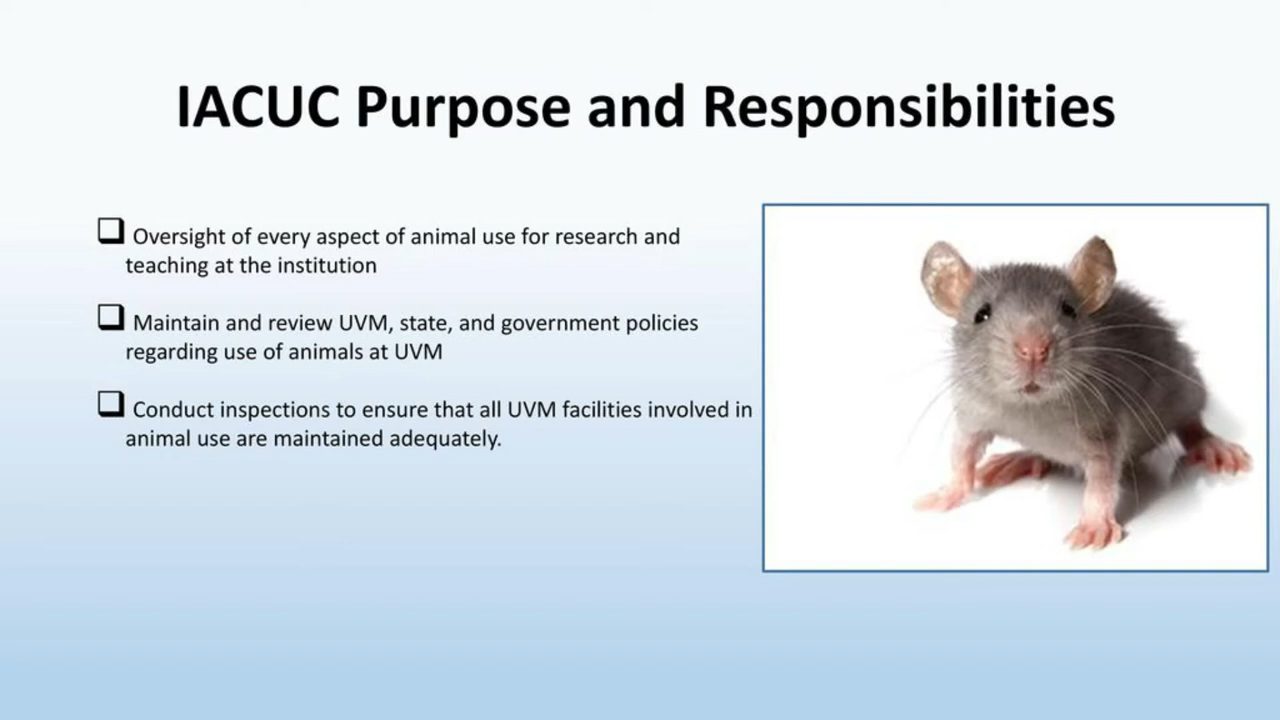 IACUC Purpose and Responsibilities
Oversight of every aspect of animal use for research and
teaching at the institution
Maintain and review UVM, state, and government policies
regarding use of animals at UVM
Conduct inspections to ensure that all UVM facilities involved in
animal use are maintained adequately.